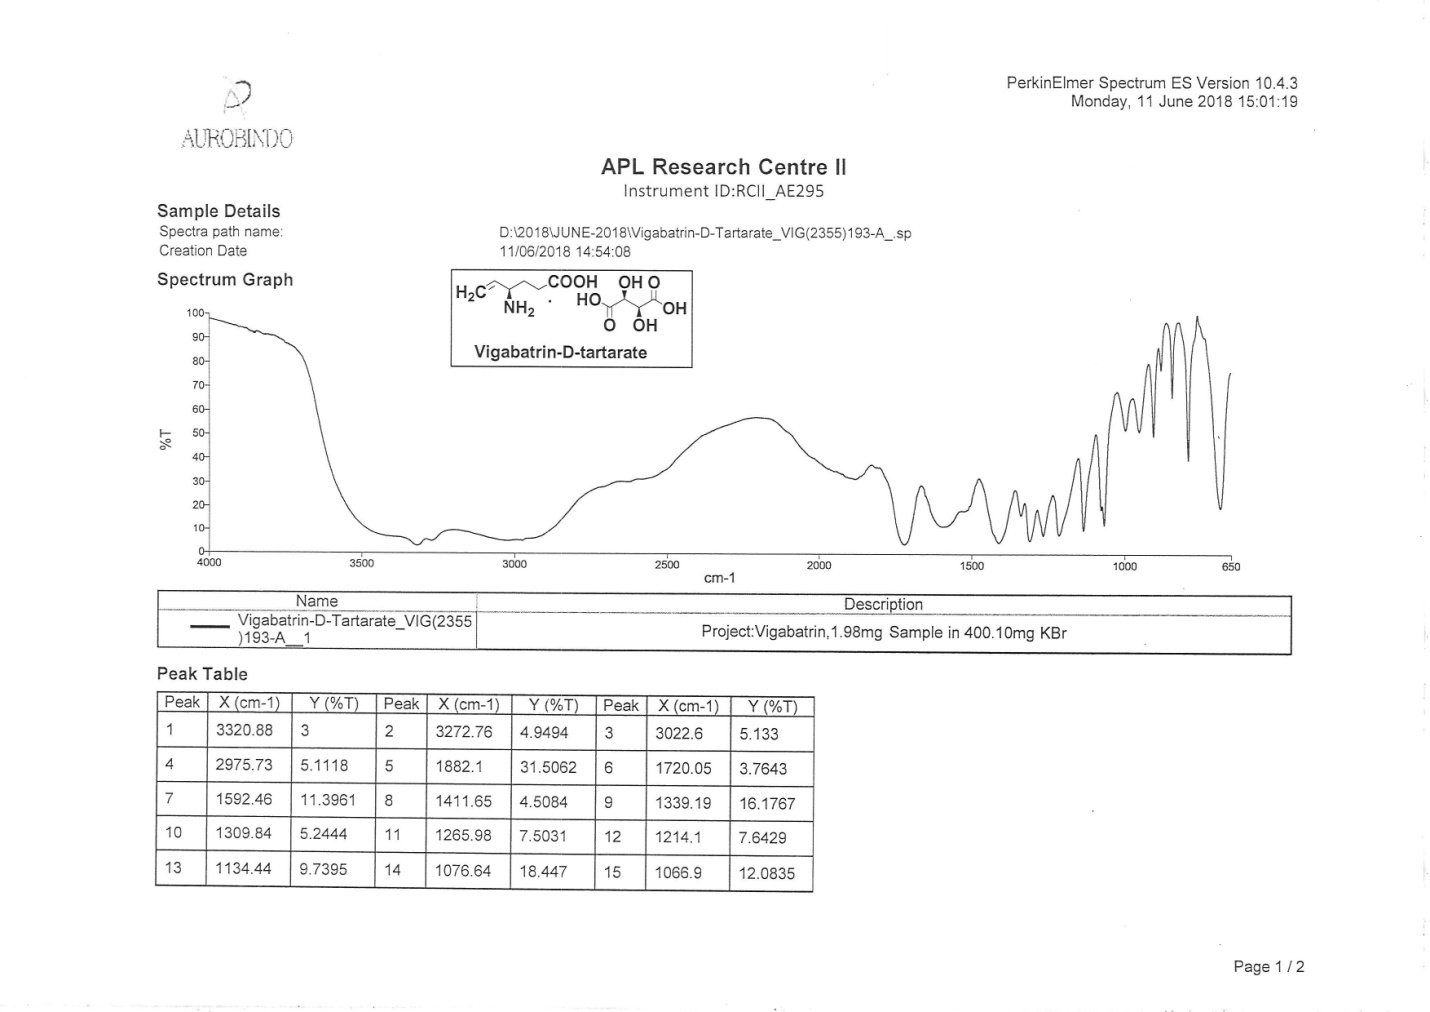 PerkinElmer Spectrum ES Version 10.4.3
Monday, 11 June 2018 15:01:19
AUROBINDO
APL Research Centre II
Instrument ID:RCII_AE295
Sample Details
Spectra path name: D:\2018\JUNE-2018\Vigabatrin-D-Tartarate_VIG(2355)193-A_.sp
Creation Date 11/06/2018 14:54:08
Spectrum Graph
H2C COOH OH O
NH2 . HO OH
O OH
Vigabatrin-D-tartarate
100
90
80
70
60
50
40
30
20
10
0
%T
4000 3500 3000 2500 2000 1500 1000 650
cm-1
Name Description
Vigabatrin-D-Tartarate_VIG(2355
)193-A__1
Project:Vigabatrin,1.98mg Sample in 400.10mg KBr
Peak Table
Peak X (cm-1) Y (%T) Peak X (cm-1) Y (%T) Peak X (cm-1) Y (%T)
1 3320.88 3 2 3272.76 4.9494 3 3022.6 5.133
4 2975.73 5.1118 5 1882.1 31.5062 6 1720.05 3.7643
7 1592.46 11.3961 8 1411.65 4.5084 9 1339.19 16.1767
10 1309.84 5.2444 11 1265.98 7.5031 12 1214.1 7.6429
13 1134.44 9.7395 14 1076.64 18.447 15 1066.9 12.0835
Page 1 / 2